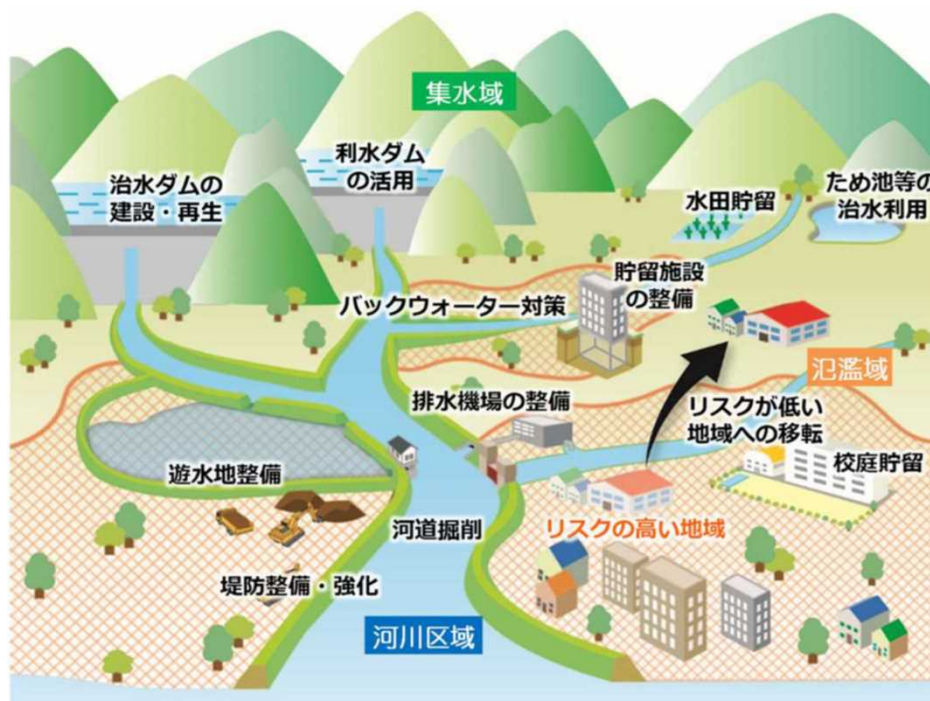 集水域
利水ダム
の活用
治水ダムの
建設・再生
ため池等の
治水利用
水田貯留
貯留施設
の整備
バックウォーター対策
氾濫域
排水機場の整備
リスクが低い
地域への移転
校庭貯留
遊水地整備
リスクの高い地域
河道掘削
堤防整備・強化
河川区域